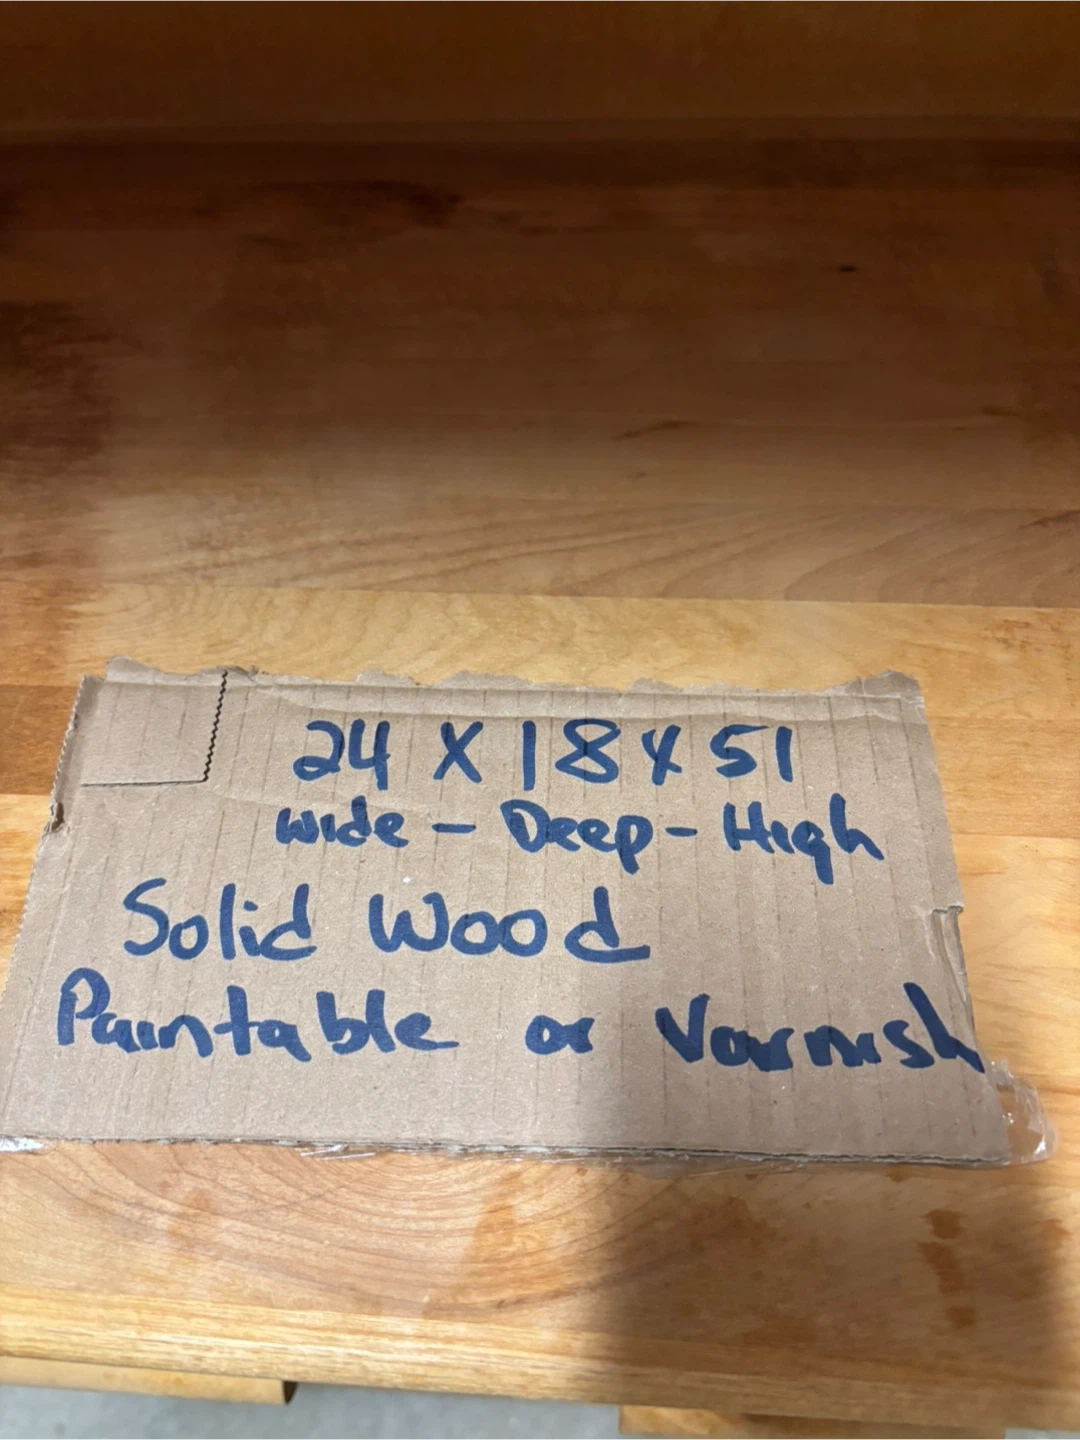 24 X 18 X 51
Wide - Deep - High
Solid Wood
Paintable or Varnish